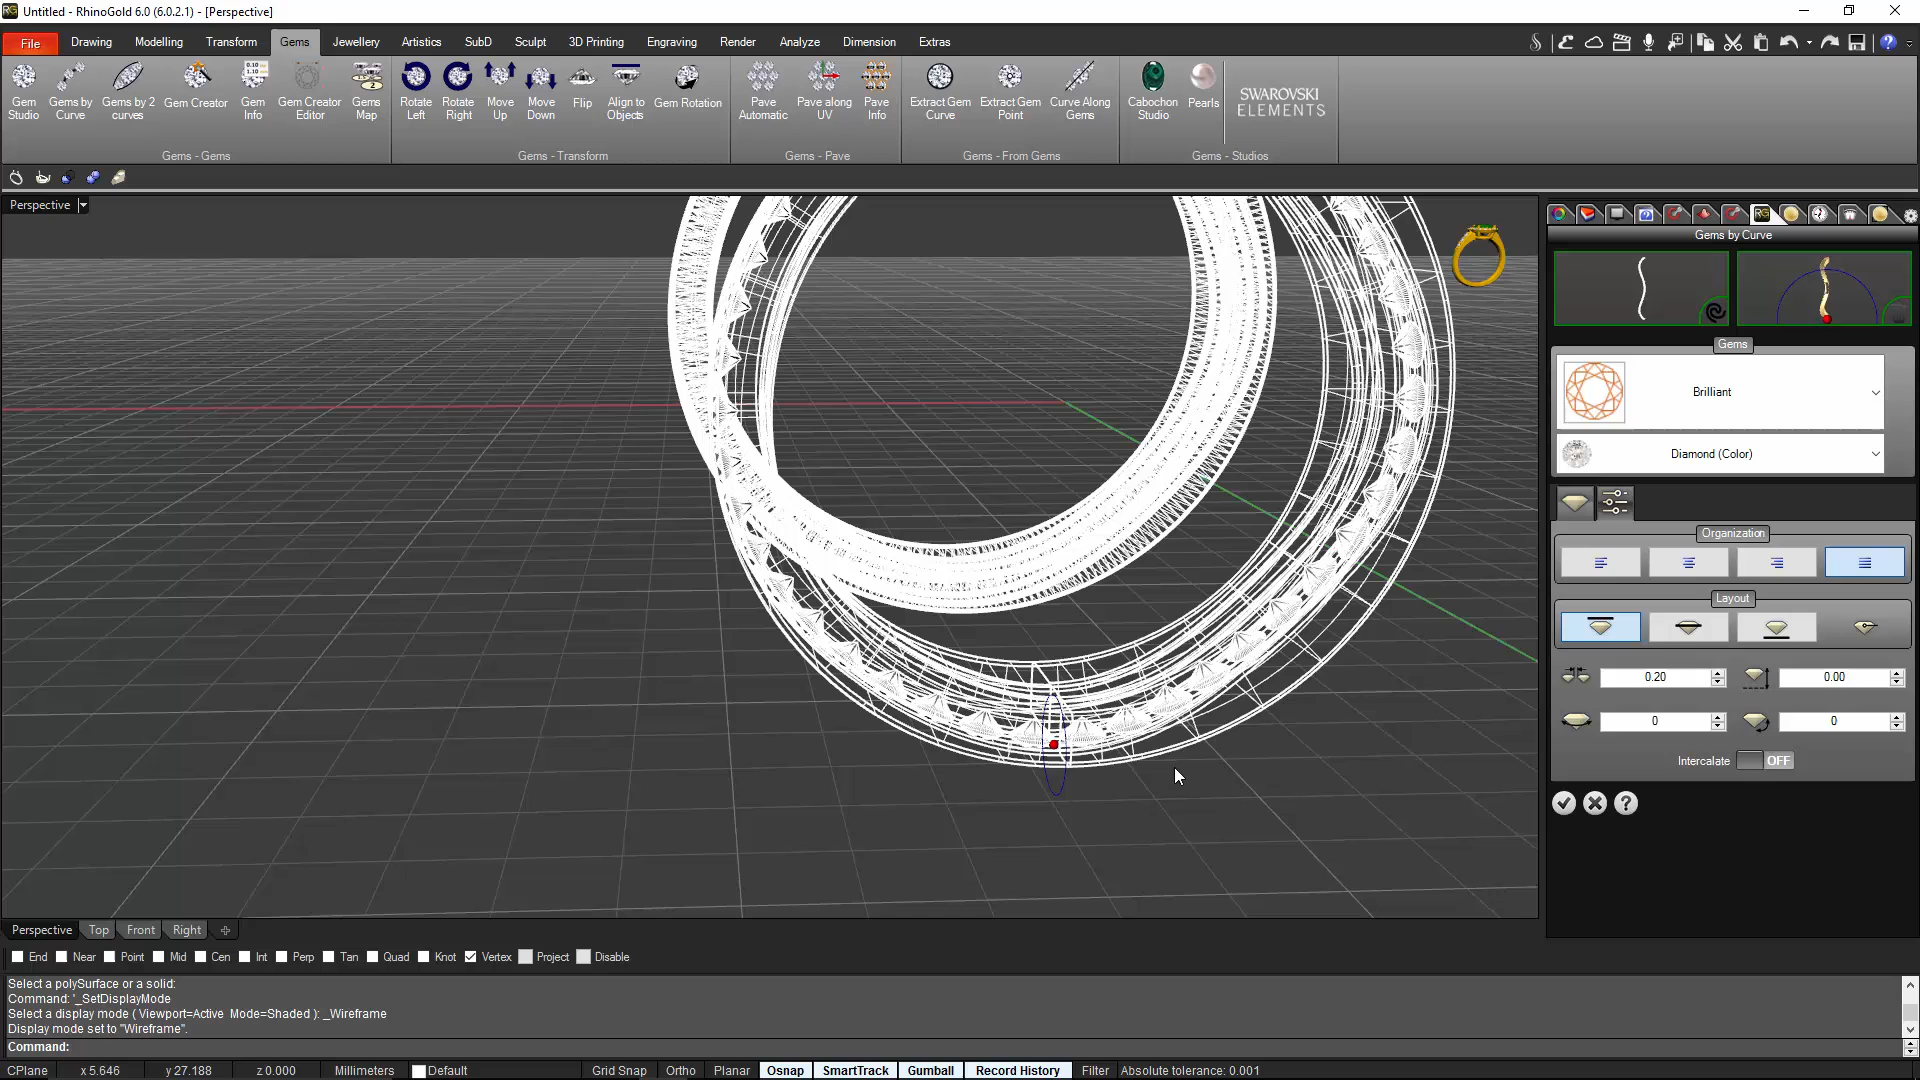 Untitled - RhinoGold 6.0 (6.0.2.1) - [Perspective]
File Drawing Modelling Transform Gems Jewellery Artistics SubD Sculpt 3D Printing Engraving Render Analyze Dimension Extras
Gem Studio
Gems by Curve
Gems by 2 curves
Gem Creator
Gem Info
Gem Creator Editor
Gems Map
Rotate Left
Rotate Right
Move Up
Move Down
Flip
Align to Objects
Gem Rotation
Pave Automatic
Pave along UV
Pave Info
Extract Gem Curve
Extract Gem Point
Curve Along Gems
Cabochon Studio
Pearls
SWAROVSKI
ELEMENTS
Gems - Gems
Gems - Transform
Gems - Pave
Gems - From Gems
Gems - Studios
Perspective
Gems by Curve
Gems
Brilliant
Diamond (Color)
Organization
Layout
0.20 0.00
0 0
Intercalate OFF
Perspective Top Front Right
End Near Point Mid Cen Int Perp Tan Quad Knot Vertex Project Disable
Select a polySurface or a solid:
Command: '_SetDisplayMode
Select a display mode ( Viewport=Active Mode=Shaded ): _Wireframe
Display mode set to "Wireframe".
Command:
CPlane x 5.646 y 27.188 z 0.000 Millimeters Default Grid Snap Ortho Planar Osnap SmartTrack Gumball Record History Filter Absolute tolerance: 0.001